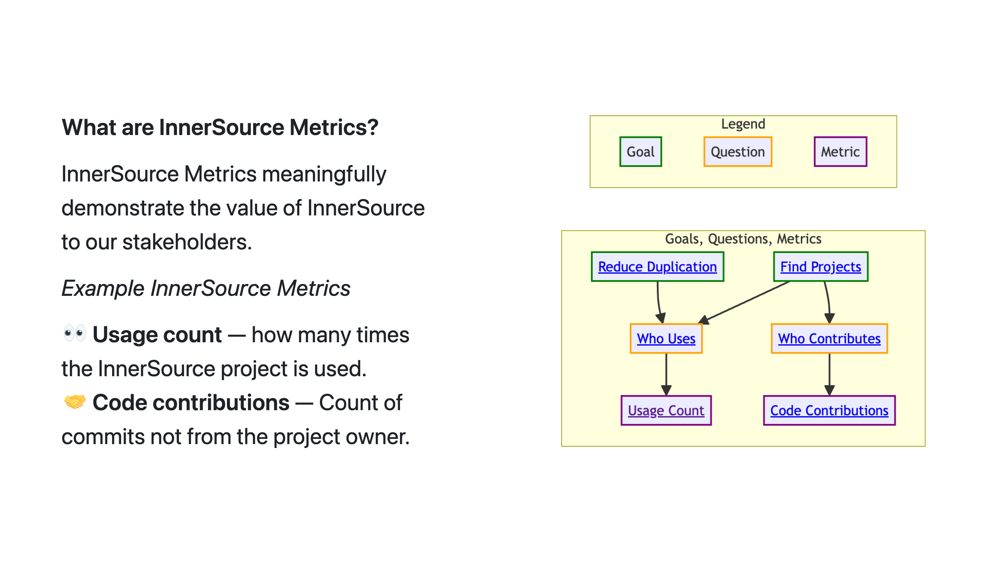 What are InnerSource Metrics?
InnerSource Metrics meaningfully
demonstrate the value of InnerSource
to our stakeholders.
Example InnerSource Metrics
👀 Usage count — how many times
the InnerSource project is used.
🤝 Code contributions — Count of
commits not from the project owner.
Legend
Goal
Question
Metric
Goals, Questions, Metrics
Reduce Duplication
Find Projects
Who Uses
Who Contributes
Usage Count
Code Contributions